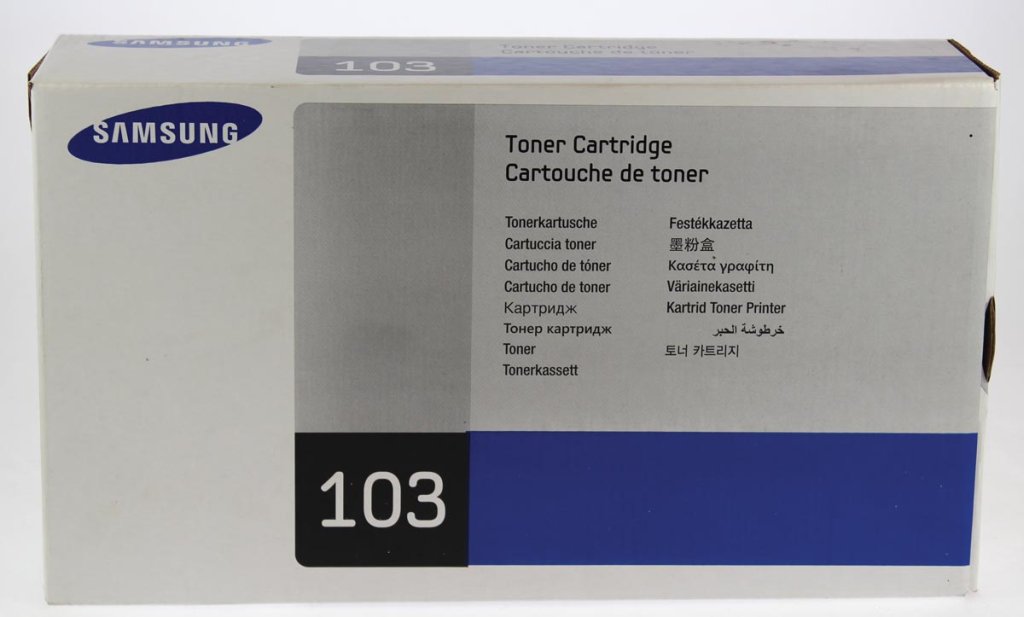 SAMSUNG
Toner Cartridge
103
SAMSUNG
Toner Cartridge
Cartouche de toner
Tonerkartusche
Cartuccia toner
Cartucho de tóner
Cartucho de toner
Картридж
Тонер картридж
Toner
Tonerkassett
Festékkazetta
墨粉盒
Κασέτα γραφίτη
Väriainekasetti
Kartrid Toner Printer
خرطوشة الحبر
토너 카트리지
103